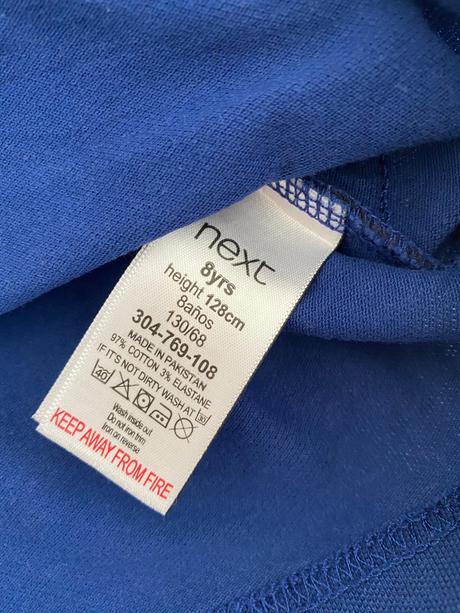 next
8yrs
height 128cm
8años
130/68
304-769-108
MADE IN PAKISTAN
97% COTTON 3% ELASTANE
IF IT'S NOT DIRTY WASH AT 30
40
Wash inside out
Do not iron trim
Iron on reverse
KEEP AWAY FROM FIRE